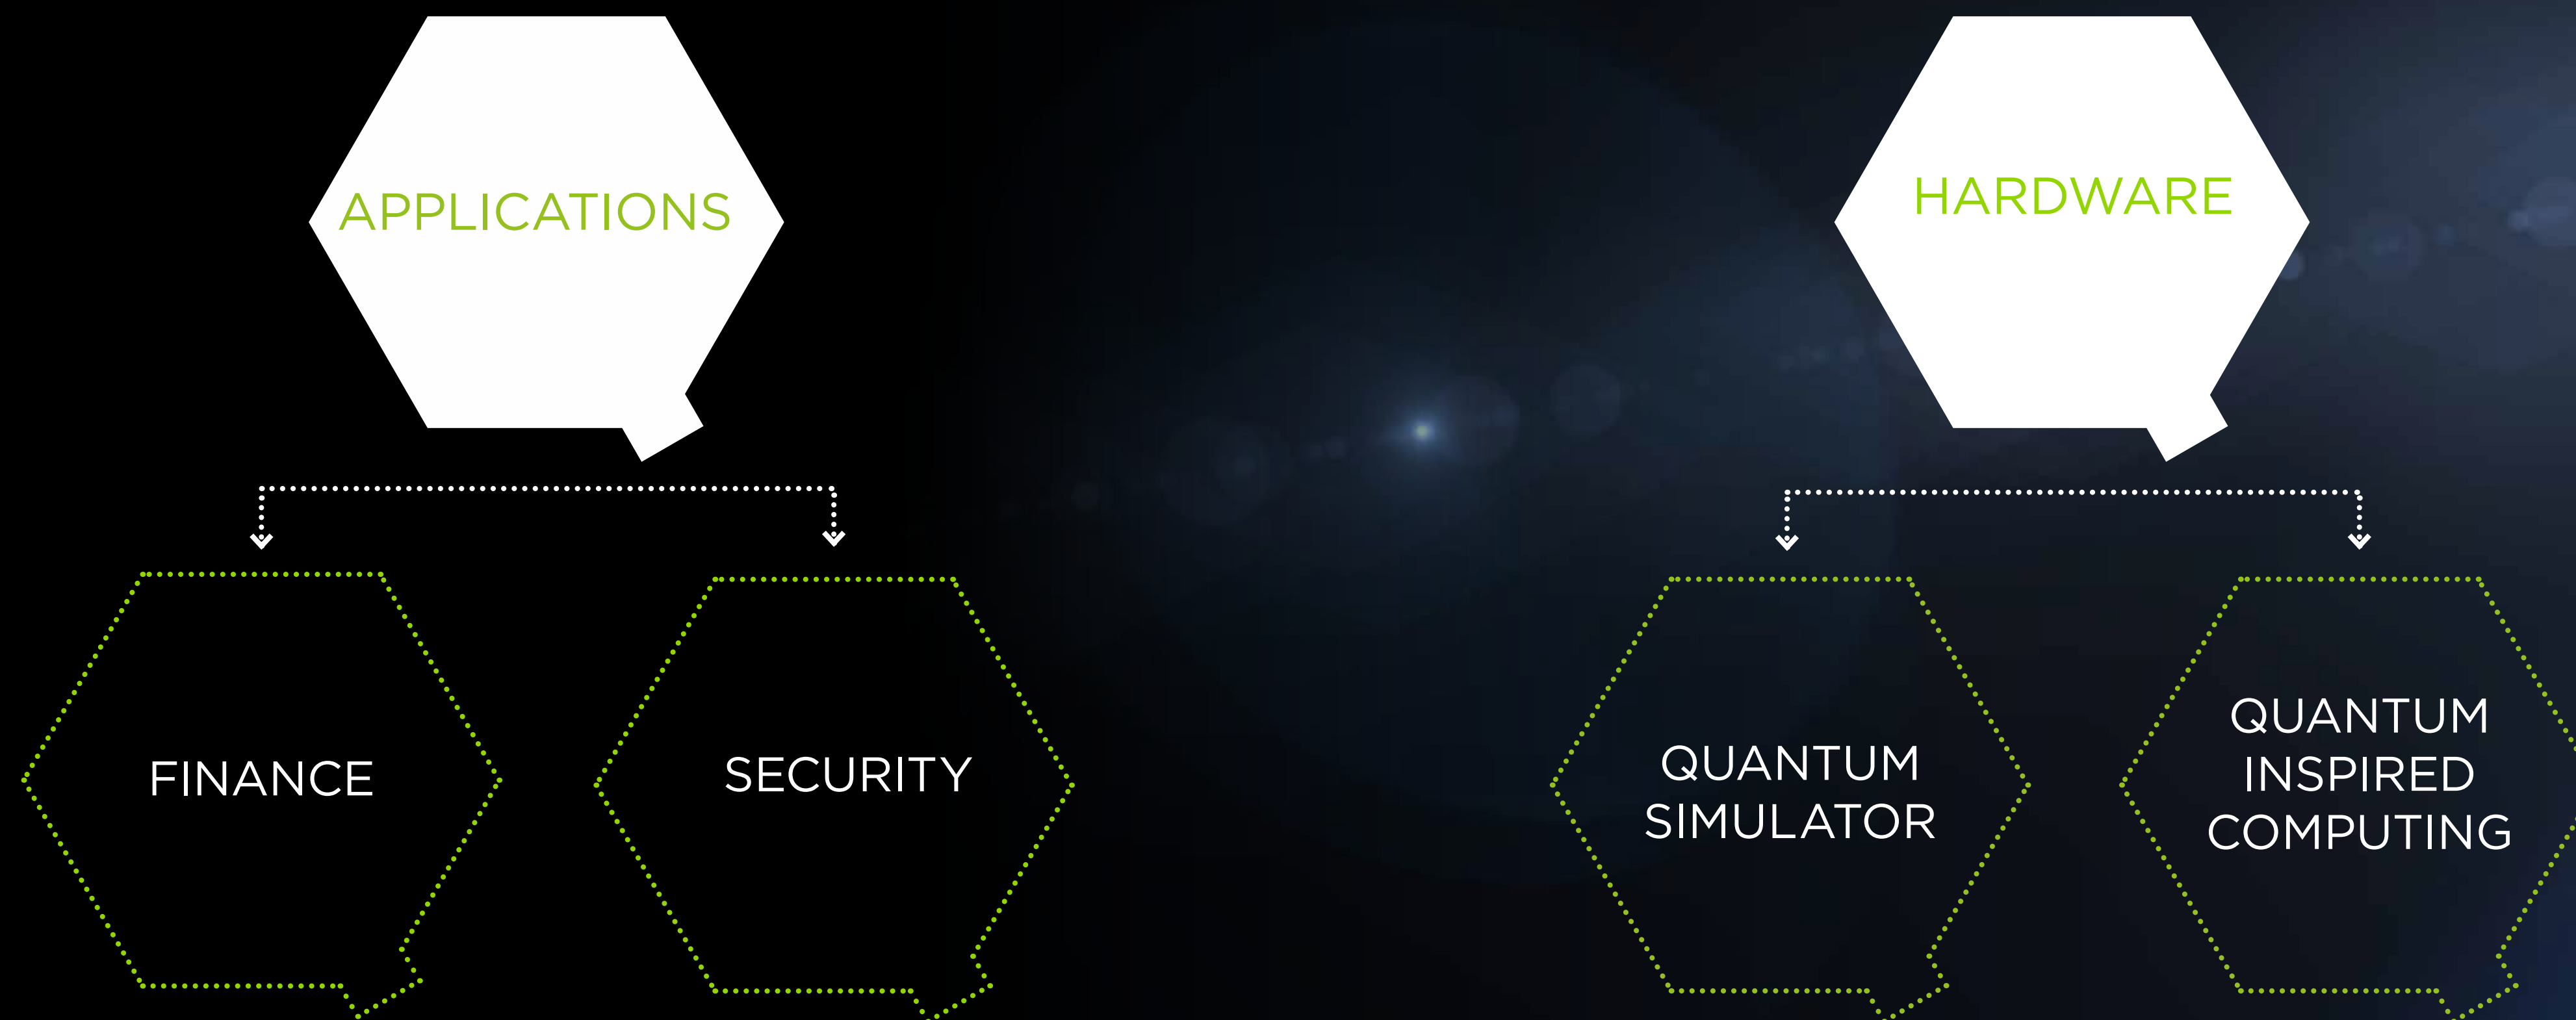 APPLICATIONS
HARDWARE
FINANCE
SECURITY
QUANTUM
SIMULATOR
QUANTUM
INSPIRED
COMPUTING